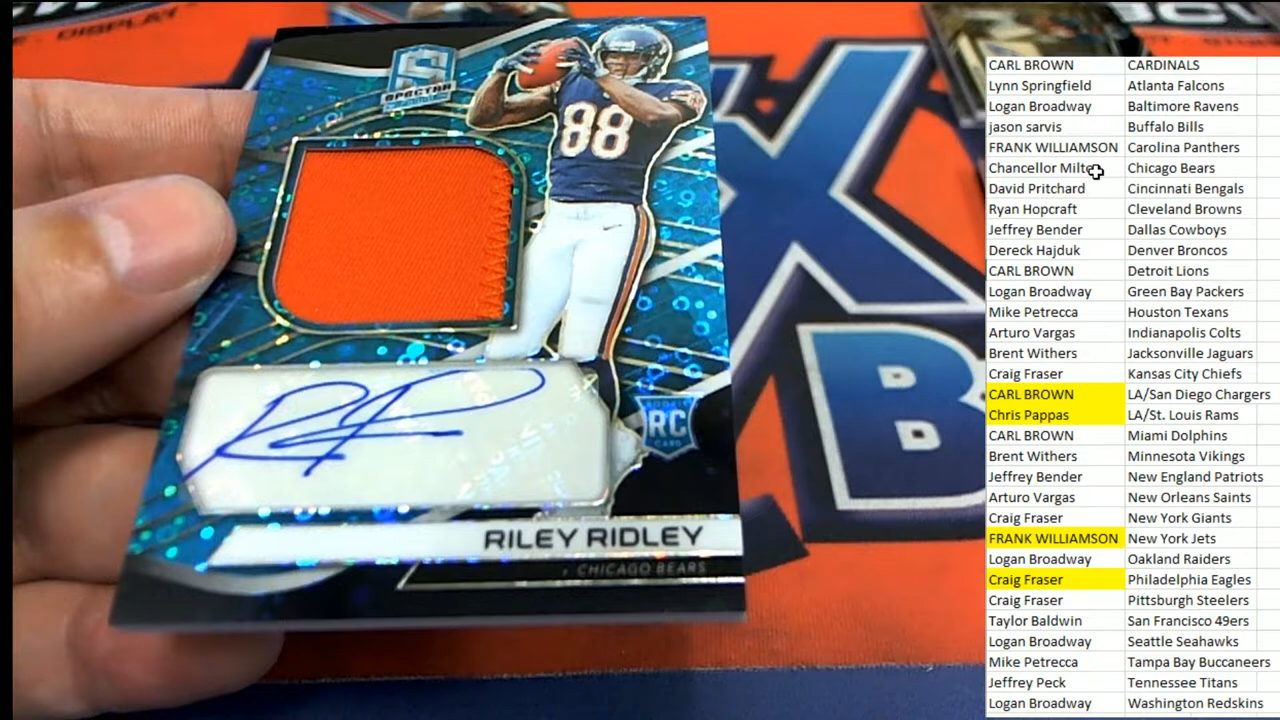 DISPLAY
SPECTRA
88
RC
ROOKIE
CARD
RILEY RIDLEY
CHICAGO BEARS
X
B
CARL BROWN CARDINALS
Lynn Springfield Atlanta Falcons
Logan Broadway Baltimore Ravens
jason sarvis Buffalo Bills
FRANK WILLIAMSON Carolina Panthers
Chancellor Chicago Bears
David Pritchard Cincinnati Bengals
Ryan Hopcraft Cleveland Browns
Jeffrey Bender Dallas Cowboys
Dereck Hajduk Denver Broncos
CARL BROWN Detroit Lions
Logan Broadway Green Bay Packers
Mike Petrecca Houston Texans
Arturo Vargas Indianapolis Colts
Brent Withers Jacksonville Jaguars
Craig Fraser Kansas City Chiefs
CARL BROWN LA/San Diego Chargers
Chris Pappas LA/St. Louis Rams
CARL BROWN Miami Dolphins
Brent Withers Minnesota Vikings
Jeffrey Bender New England Patriots
Arturo Vargas New Orleans Saints
Craig Fraser New York Giants
FRANK WILLIAMSON New York Jets
Logan Broadway Oakland Raiders
Craig Fraser Philadelphia Eagles
Craig Fraser Pittsburgh Steelers
Taylor Baldwin San Francisco 49ers
Logan Broadway Seattle Seahawks
Mike Petrecca Tampa Bay Buccaneers
Jeffrey Peck Tennessee Titans
Logan Broadway Washington Redskins